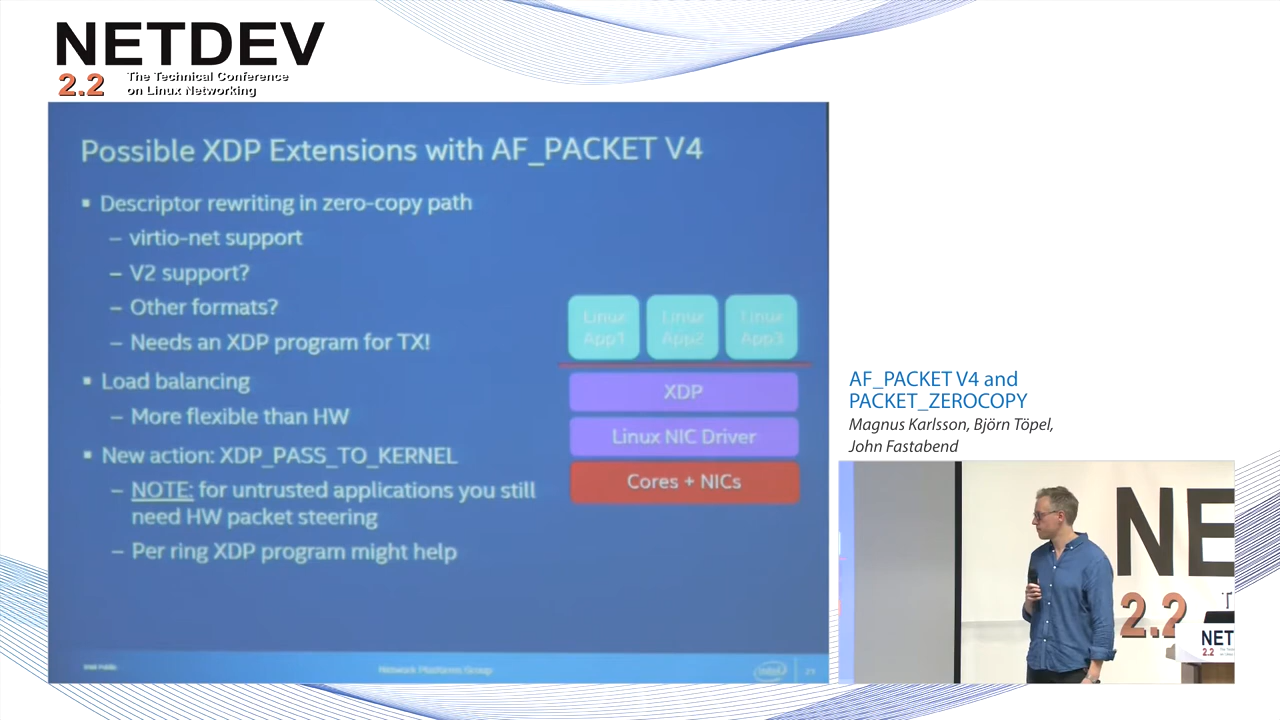 NETDEV
2.2 The Technical Conference
on Linux Networking
Possible XDP Extensions with AF_PACKET V4
▪ Descriptor rewriting in zero-copy path
– virtio-net support
– V2 support?
– Other formats?
– Needs an XDP program for TX!
▪ Load balancing
– More flexible than HW
▪ New action: XDP_PASS_TO_KERNEL
– NOTE: for untrusted applications you still
need HW packet steering
– Per ring XDP program might help
Linux Linux Linux
App1 App2 App3
XDP
Linux NIC Driver
Cores + NICs
Intel Public
Network Platforms Group
intel
AF_PACKET V4 and
PACKET_ZEROCOPY
Magnus Karlsson, Björn Töpel,
John Fastabend
NE
2.2 T
NET
2.2